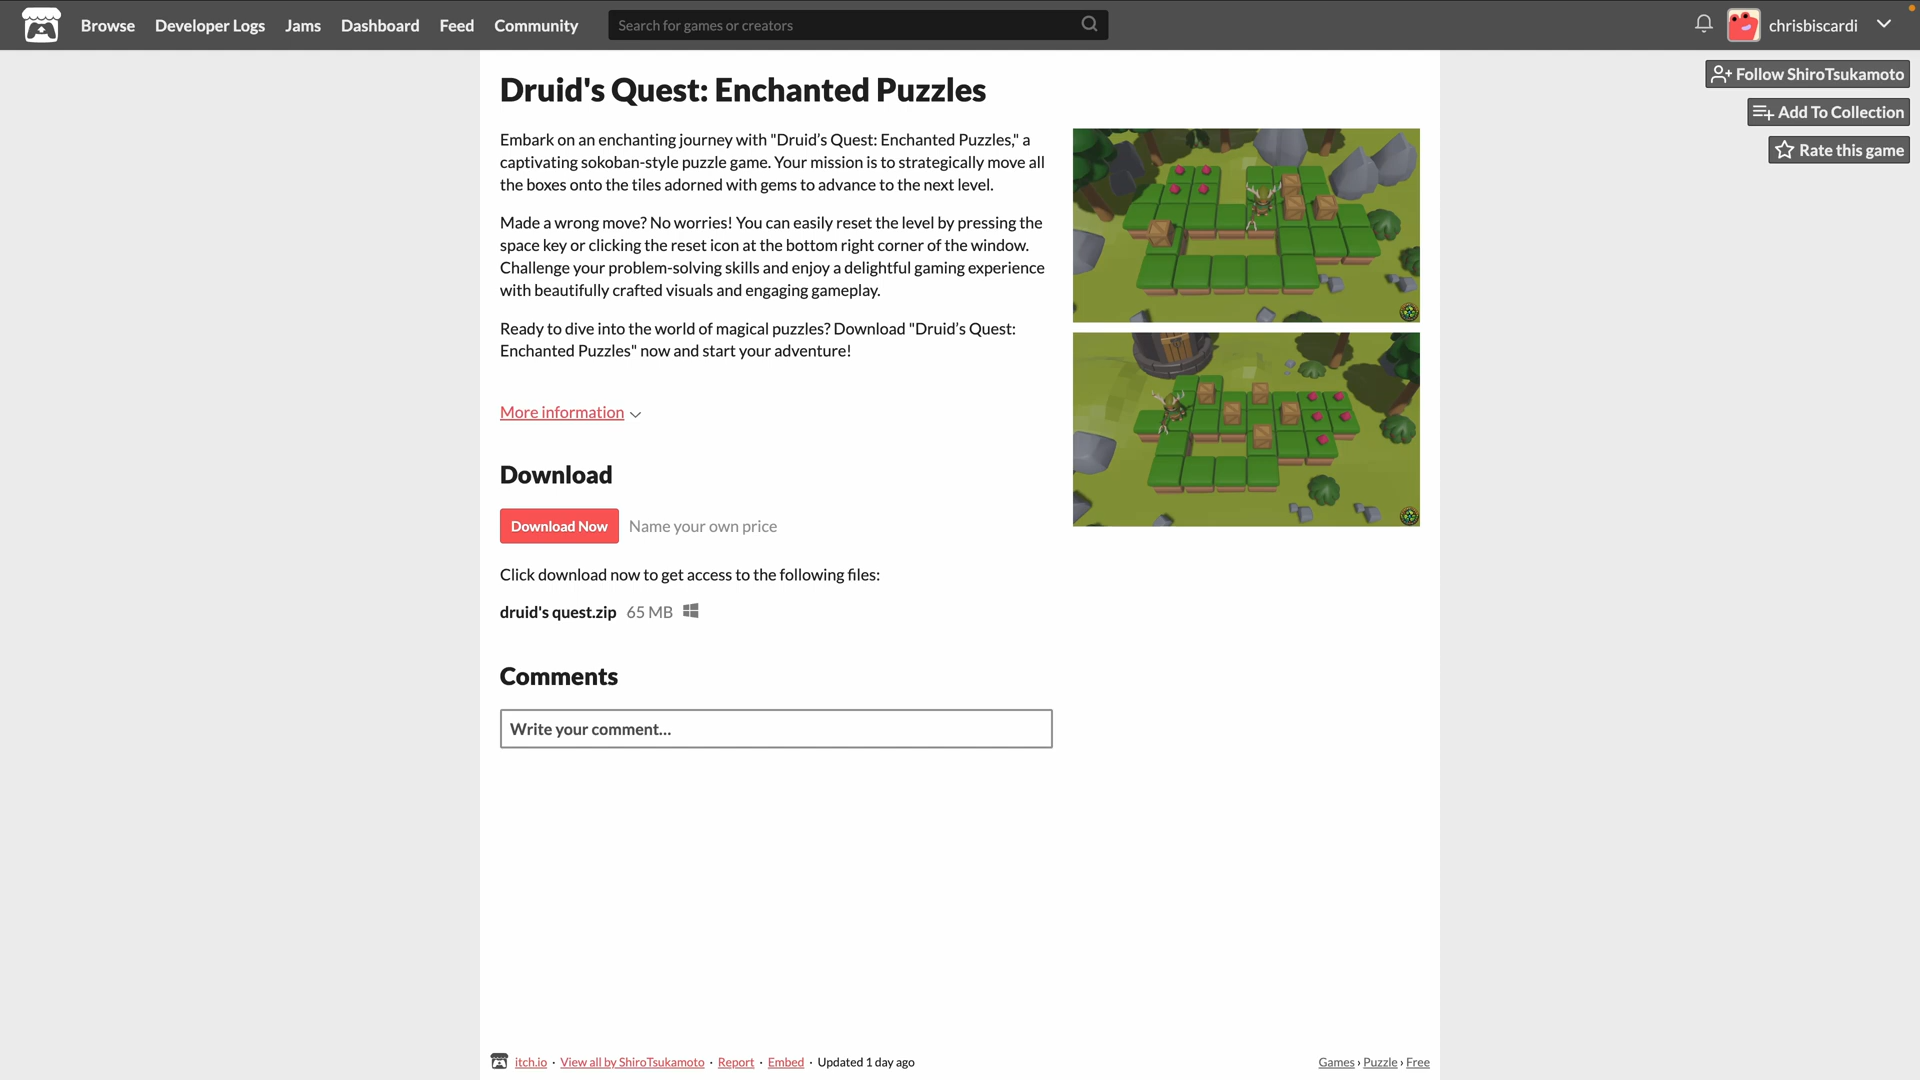 Browse Developer Logs Jams Dashboard Feed Community Search for games or creators chrisbiscardi
Follow ShiroTsukamoto
Add To Collection
Rate this game
Druid's Quest: Enchanted Puzzles
Embark on an enchanting journey with "Druid’s Quest: Enchanted Puzzles," a
captivating sokoban-style puzzle game. Your mission is to strategically move all
the boxes onto the tiles adorned with gems to advance to the next level.
Made a wrong move? No worries! You can easily reset the level by pressing the
space key or clicking the reset icon at the bottom right corner of the window.
Challenge your problem-solving skills and enjoy a delightful gaming experience
with beautifully crafted visuals and engaging gameplay.
Ready to dive into the world of magical puzzles? Download "Druid’s Quest:
Enchanted Puzzles" now and start your adventure!
More information
Download
Download Now Name your own price
Click download now to get access to the following files:
druid's quest.zip 65 MB
Comments
Write your comment...
itch.io · View all by ShiroTsukamoto · Report · Embed · Updated 1 day ago
Games › Puzzle › Free